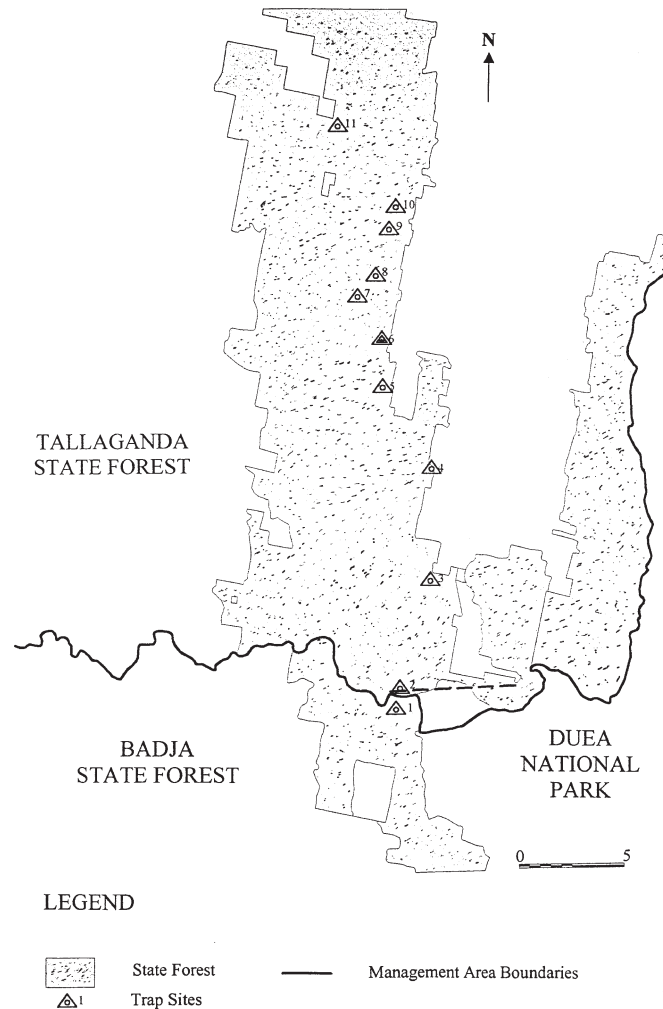 N
11
10
9
8
7
6
5
TALLAGANDA
STATE FOREST
4
3
2
1
BADJA
STATE FOREST
DUEA
NATIONAL
PARK
0 5
LEGEND
State Forest
Management Area Boundaries
1 Trap Sites